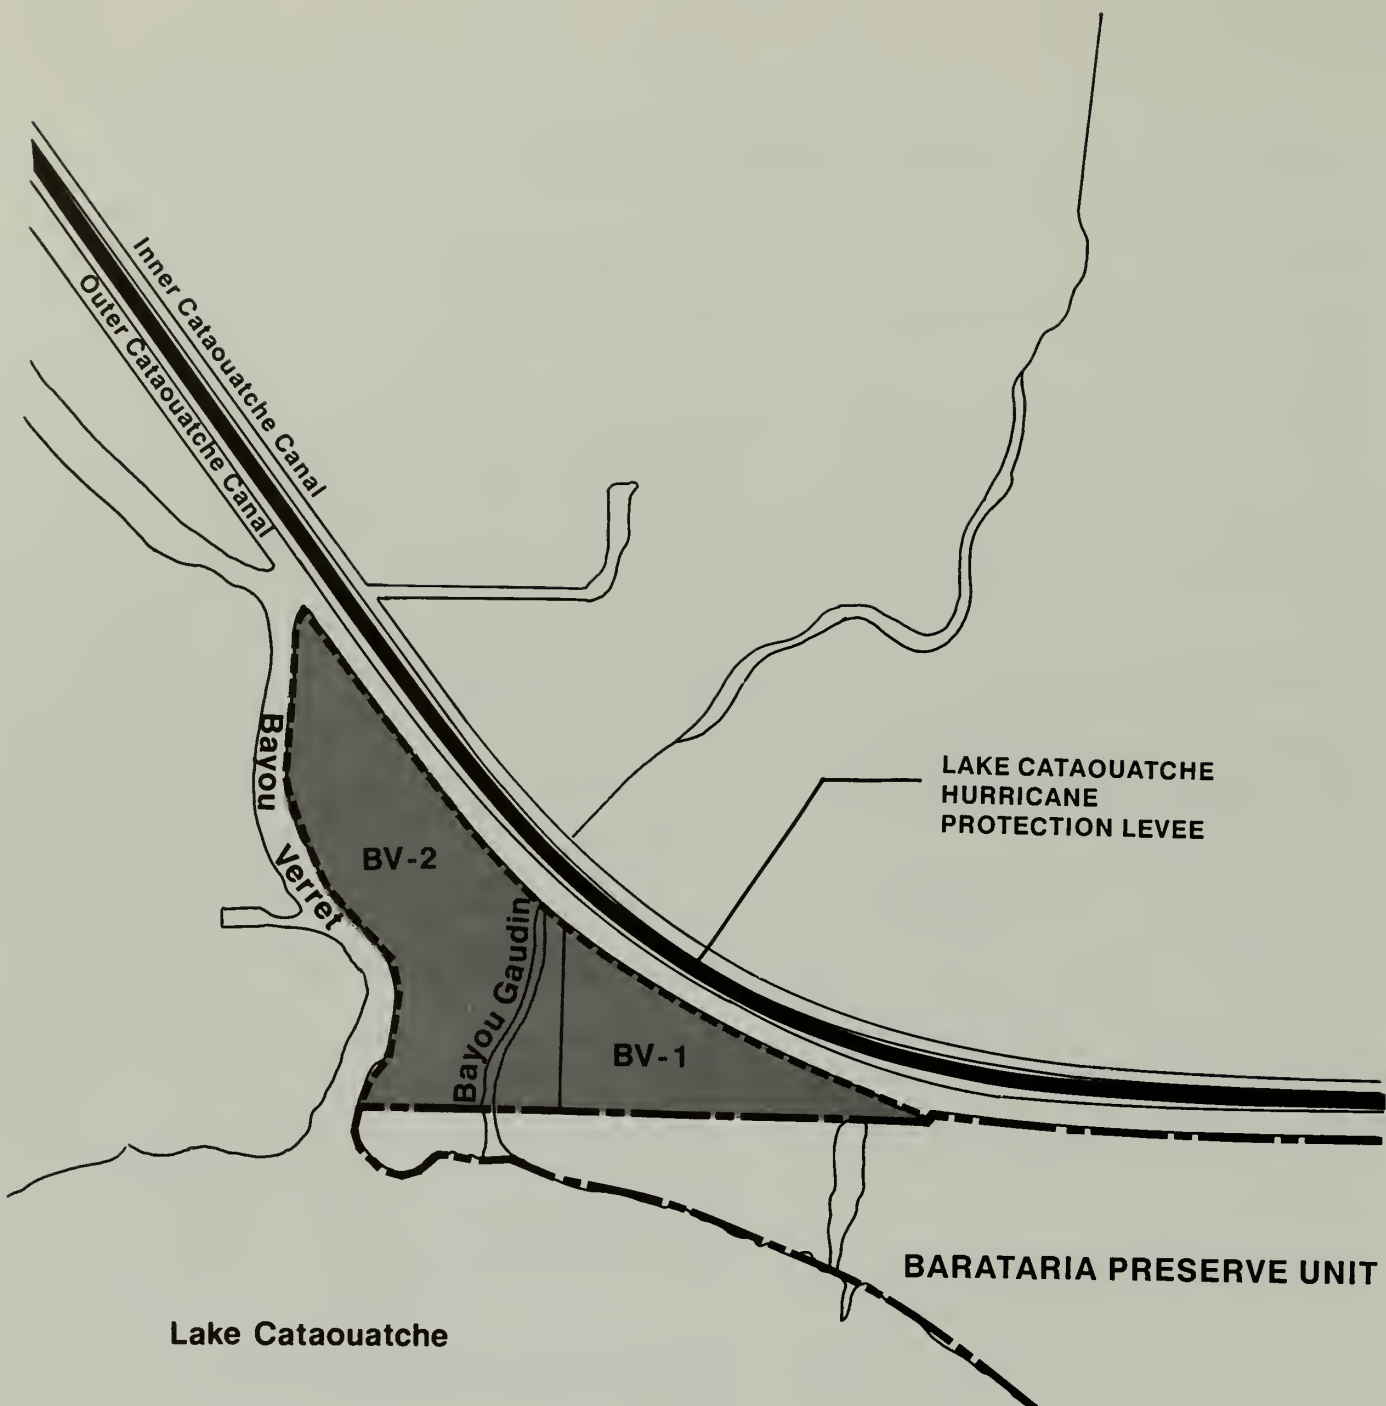 Inner Cataouatche Canal
Outer Cataouatche Canal
Bayou
Verret
BV-2
LAKE CATAOUATCHE
HURRICANE
PROTECTION LEVEE
Bayou Gaudin
BV-1
BARATARIA PRESERVE UNIT
Lake Cataouatche